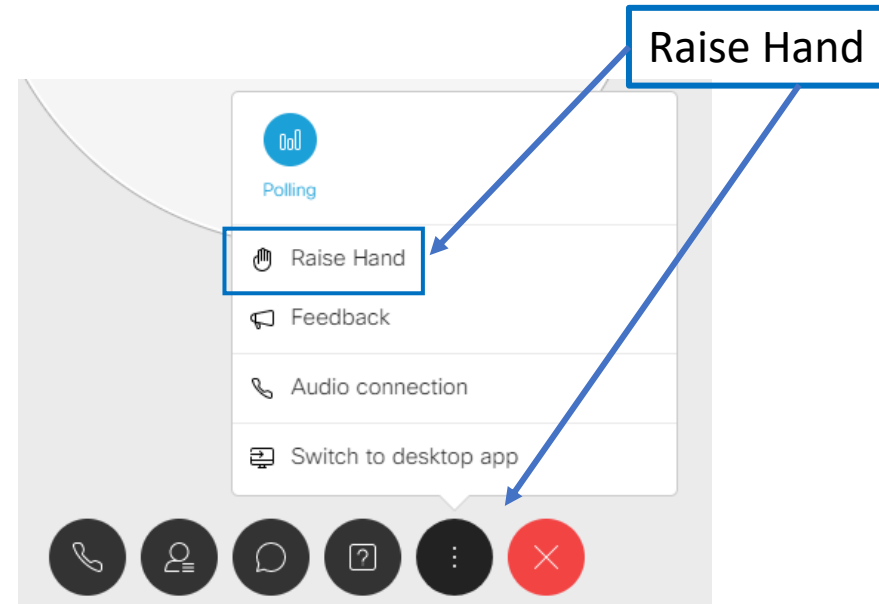 Raise Hand
Polling
Raise Hand
Feedback
Audio connection
Switch to desktop app
?